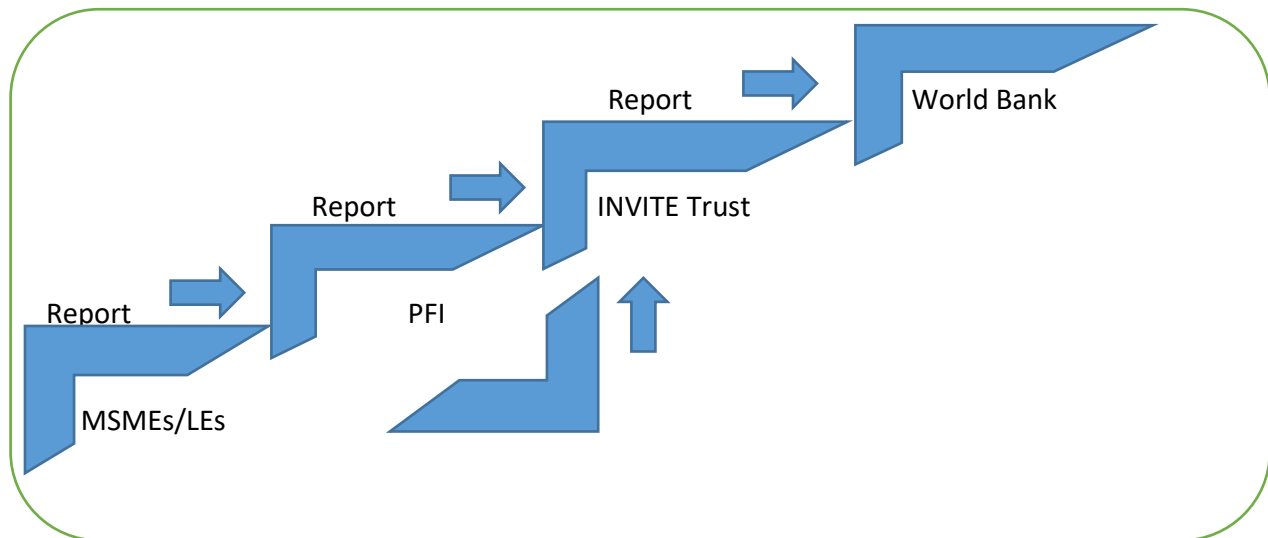 Report
World Bank
Report
INVITE Trust
Report
PFI
MSMEs/LEs